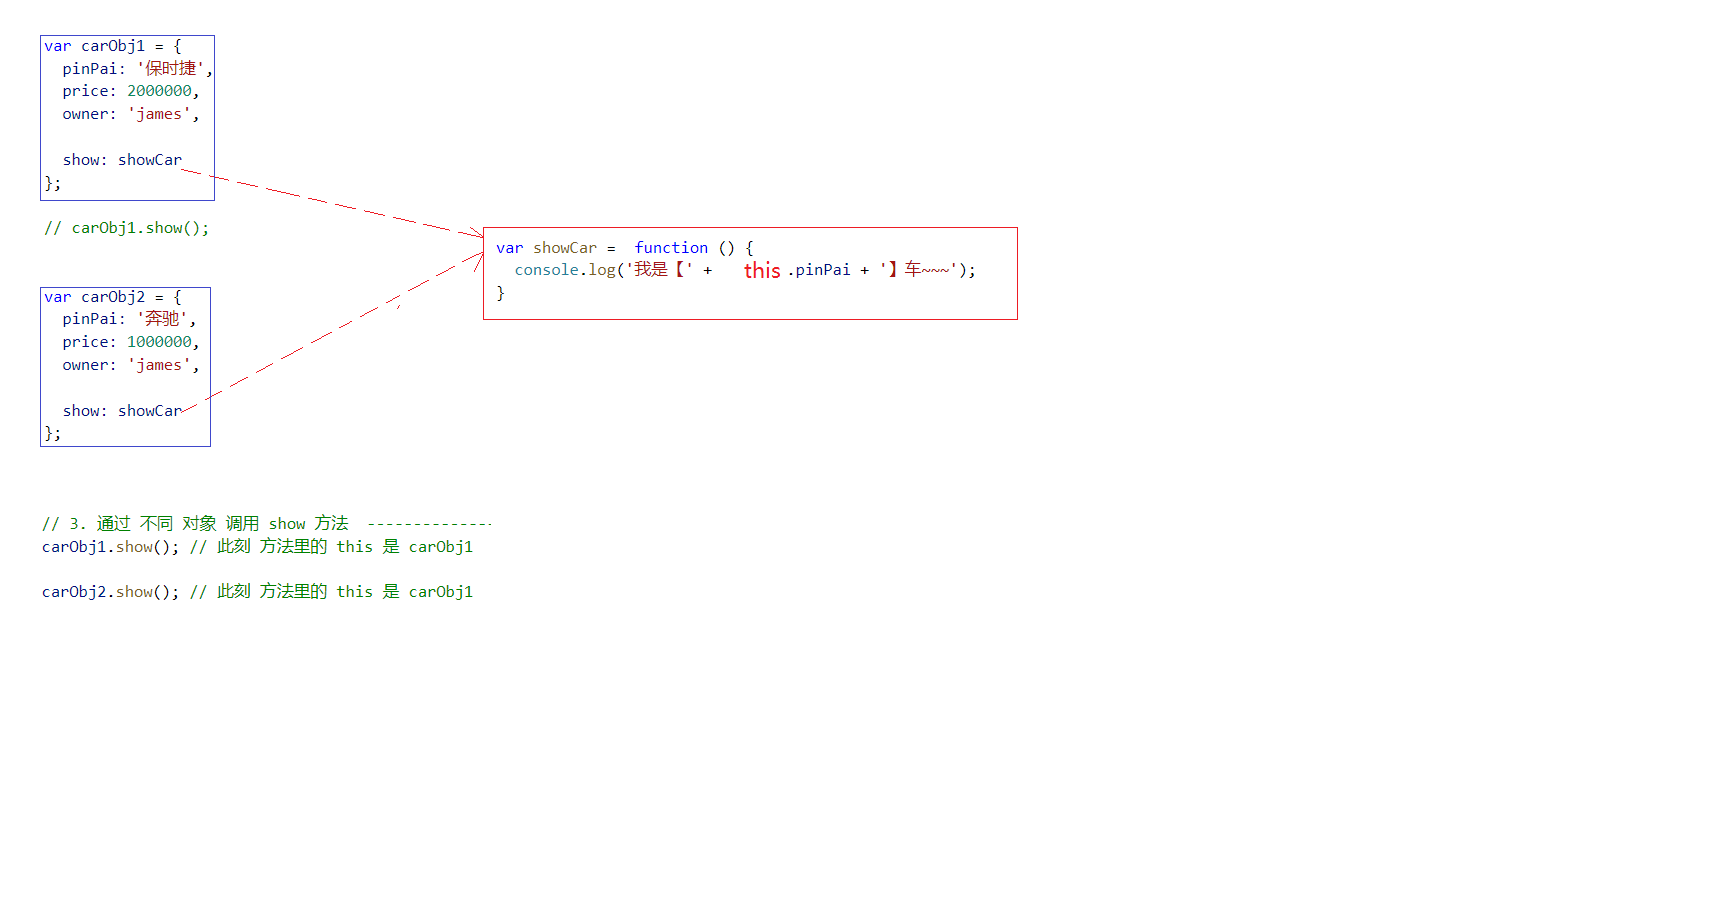 var carObj1 = {
  pinPai: '保时捷',
  price: 2000000,
  owner: 'james',
  show: showCar
};
// carObj1.show();
var showCar =  function () {
  console.log('我是【' + this .pinPai + '】车~~~');
}
var carObj2 = {
  pinPai: '奔驰',
  price: 1000000,
  owner: 'james',
  show: showCar
};
// 3. 通过 不同 对象 调用 show 方法  --------------
carObj1.show(); // 此刻 方法里的 this 是 carObj1
carObj2.show(); // 此刻 方法里的 this 是 carObj1